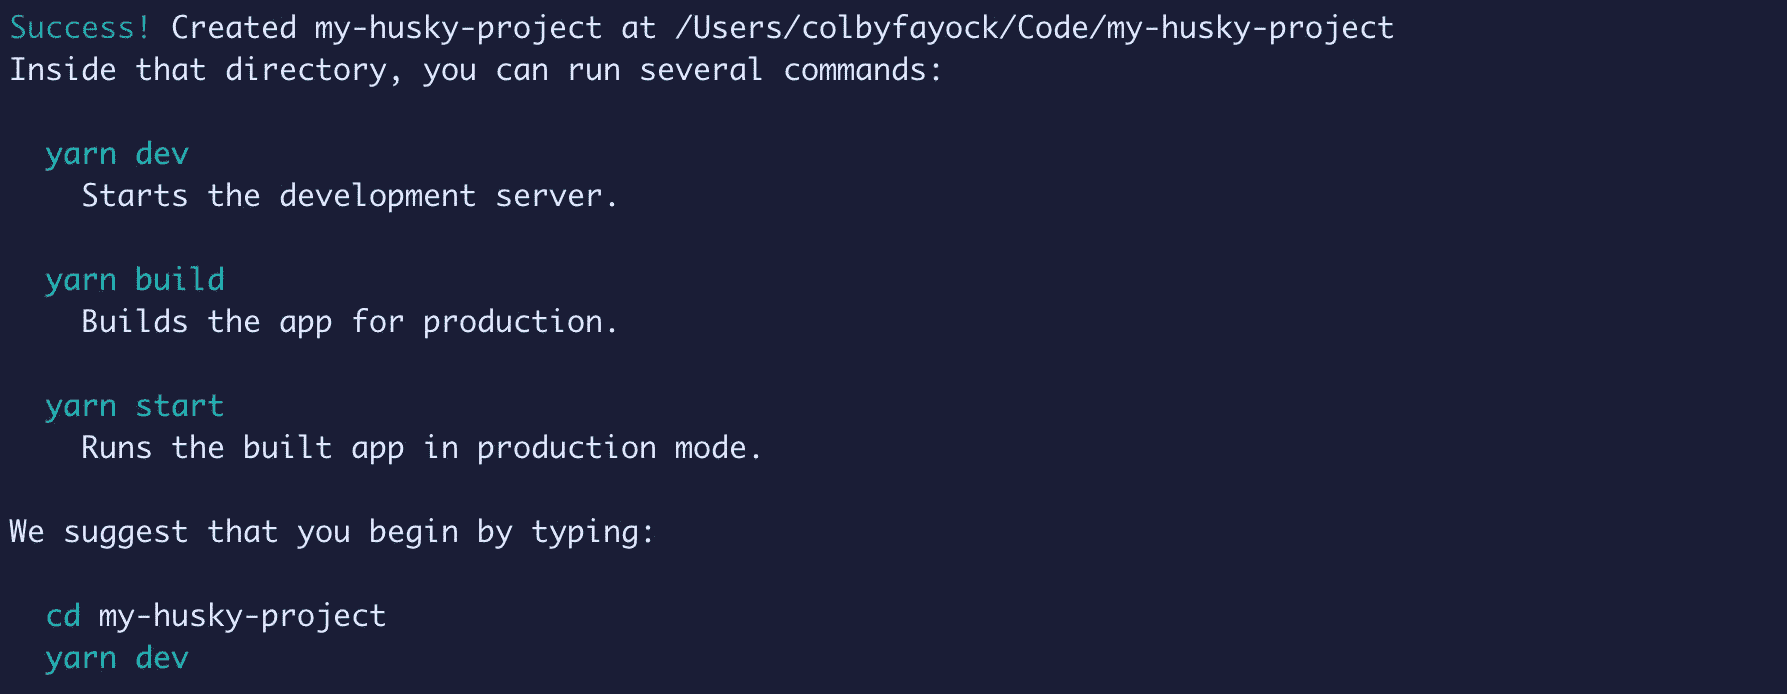 Success! Created my-husky-project at /Users/colbyfayock/Code/my-husky-project
Inside that directory, you can run several commands:
yarn dev
Starts the development server.
yarn build
Builds the app for production.
yarn start
Runs the built app in production mode.
We suggest that you begin by typing:
cd my-husky-project
yarn dev